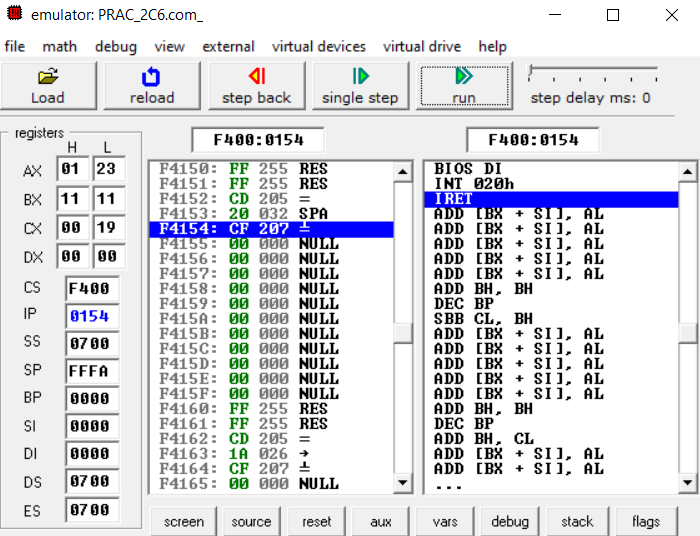 emulator: PRAC_2C6.com_
file math debug view external virtual devices virtual drive help
Load reload step back single step run step delay ms: 0
registers
H L
F400:0154 F400:0154
AX 01 23
BX 11 11
CX 00 19
DX 00 00
CS F400
IP 0154
SS 0700
SP FFFA
BP 0000
SI 0000
DI 0000
DS 0700
ES 0700
F4150: FF 255 RES
F4151: FF 255 RES
F4152: CD 205 =
F4153: 20 032 SPA
F4154: CF 207 ╧
F4155: 00 000 NULL
F4156: 00 000 NULL
F4157: 00 000 NULL
F4158: 00 000 NULL
F4159: 00 000 NULL
F415A: 00 000 NULL
F415B: 00 000 NULL
F415C: 00 000 NULL
F415D: 00 000 NULL
F415E: 00 000 NULL
F415F: 00 000 NULL
F4160: FF 255 RES
F4161: FF 255 RES
F4162: CD 205 =
F4163: 1A 026 →
F4164: CF 207 ╧
F4165: 00 000 NULL
BIOS DI
INT 020h
IRET
ADD [BX + SI], AL
ADD [BX + SI], AL
ADD [BX + SI], AL
ADD [BX + SI], AL
ADD [BX + SI], AL
ADD BH, BH
DEC BP
SBB CL, BH
ADD [BX + SI], AL
ADD [BX + SI], AL
ADD [BX + SI], AL
ADD [BX + SI], AL
ADD [BX + SI], AL
ADD BH, BH
DEC BP
ADD BH, CL
ADD [BX + SI], AL
ADD [BX + SI], AL
...
screen source reset aux vars debug stack flags